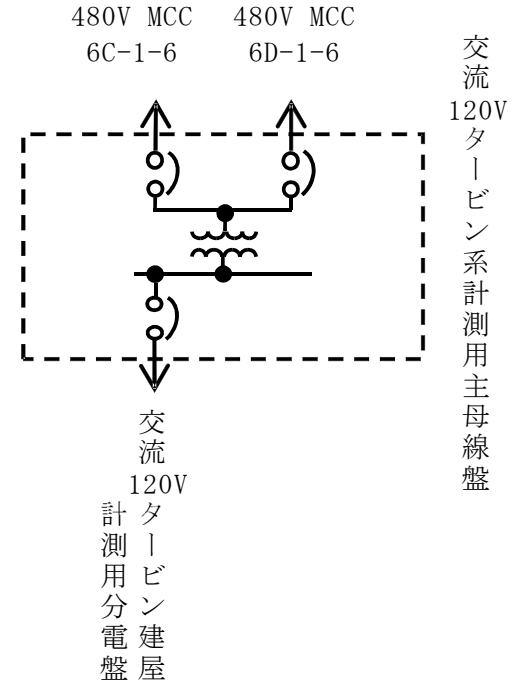 480V MCC
6C-1-6
480V MCC
6D-1-6
交流120Vタービン系計測用主母線盤
交流120Vタービン建屋
計測用分電盤